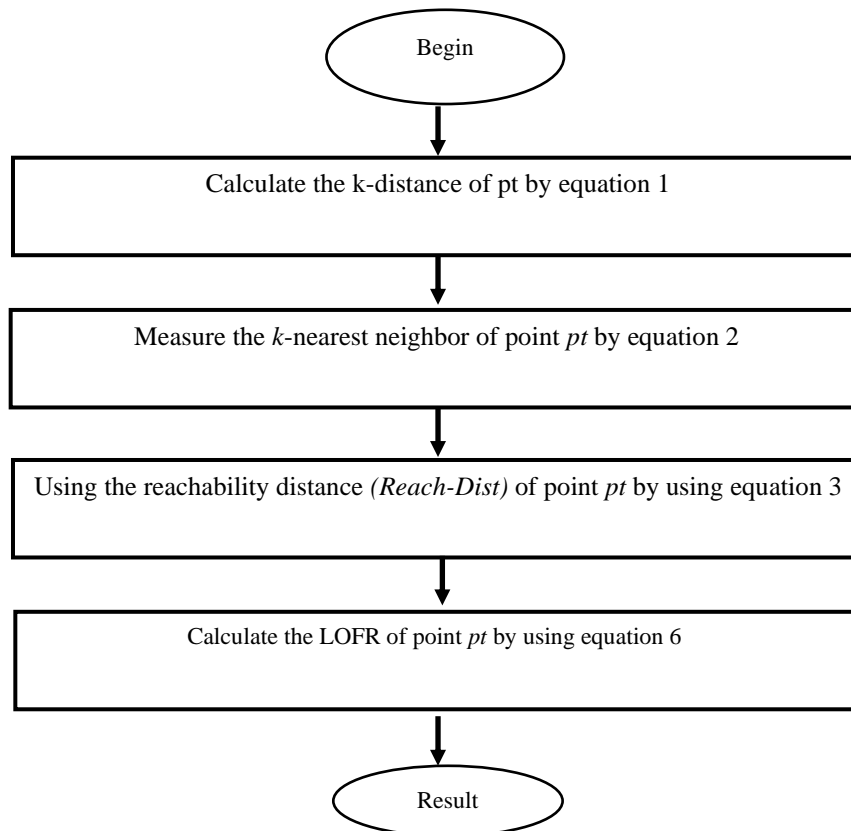 Begin
Calculate the k-distance of pt by equation 1
Measure the k-nearest neighbor of point pt by equation 2
Using the reachability distance (Reach-Dist) of point pt by using equation 3
Calculate the LOFR of point pt by using equation 6
Result